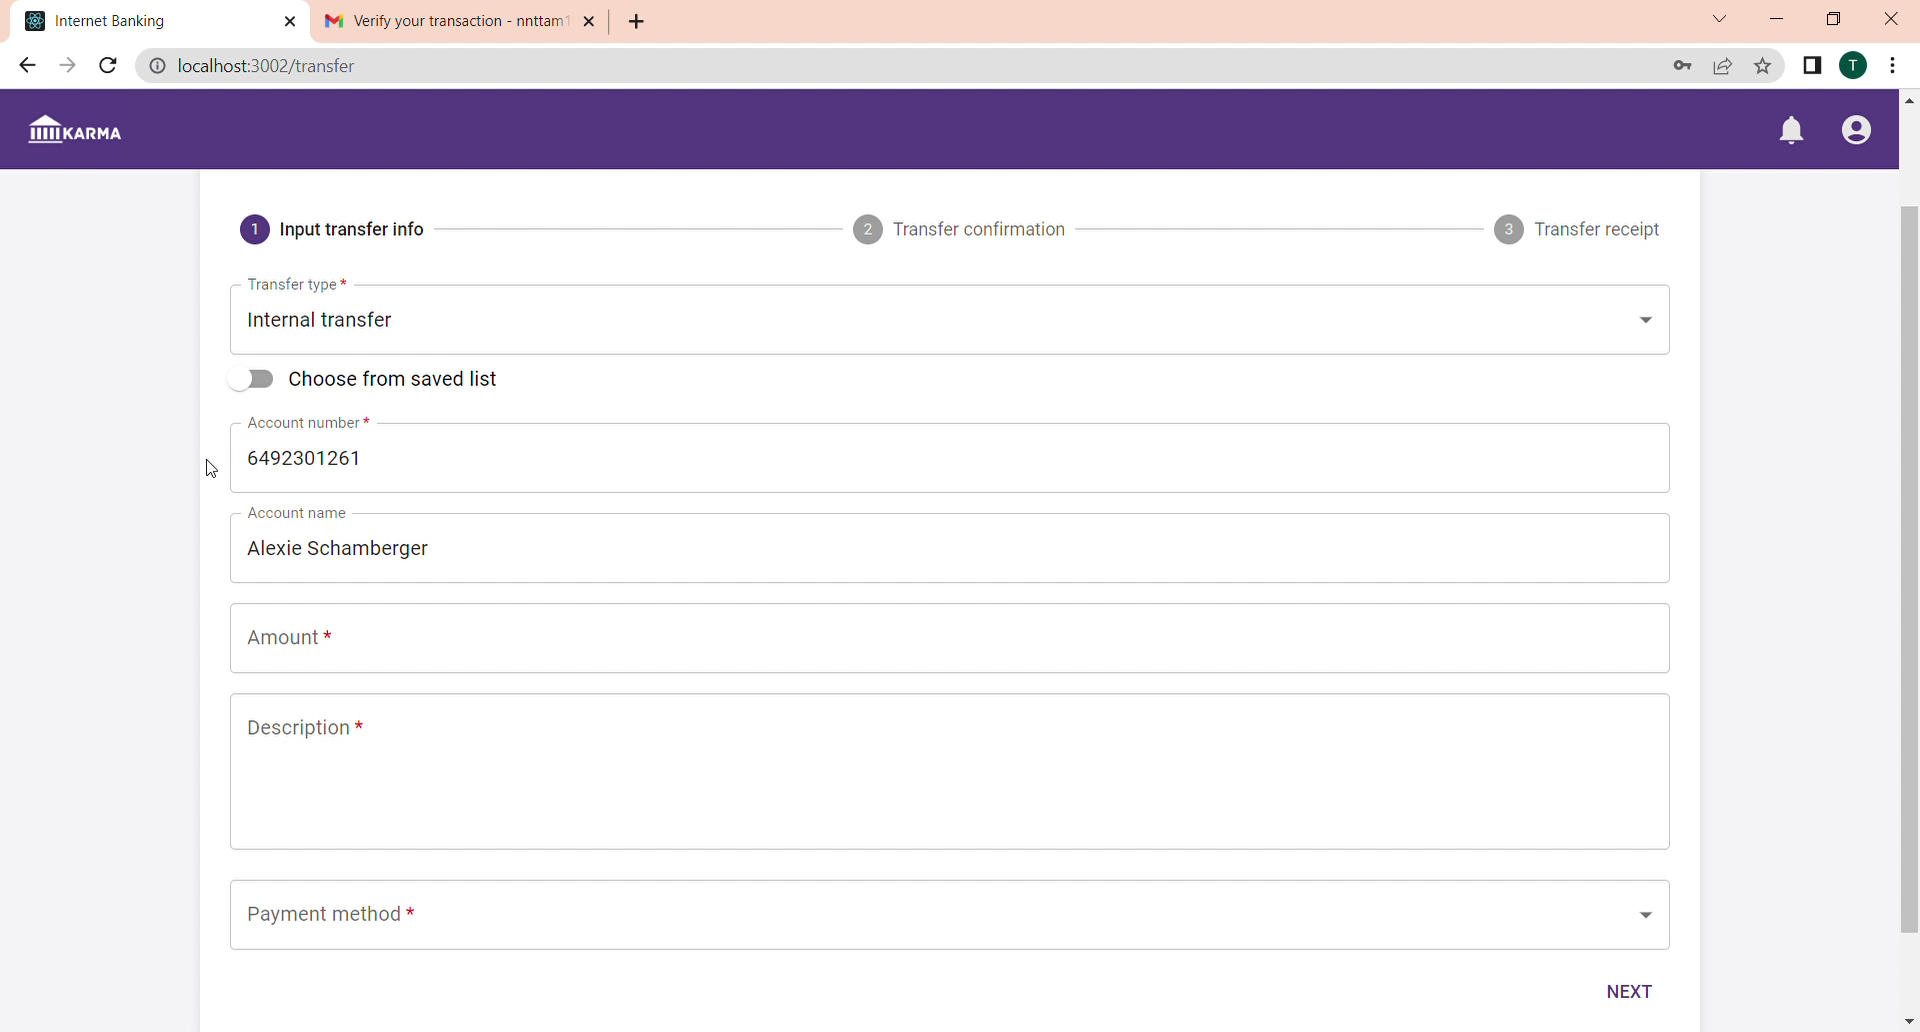 Internet Banking
Verify your transaction - nnttam1
localhost:3002/transfer
T
KARMA
1 Input transfer info
2 Transfer confirmation
3 Transfer receipt
Transfer type *
Internal transfer
Choose from saved list
Account number *
6492301261
Account name
Alexie Schamberger
Amount *
Description *
Payment method *
NEXT